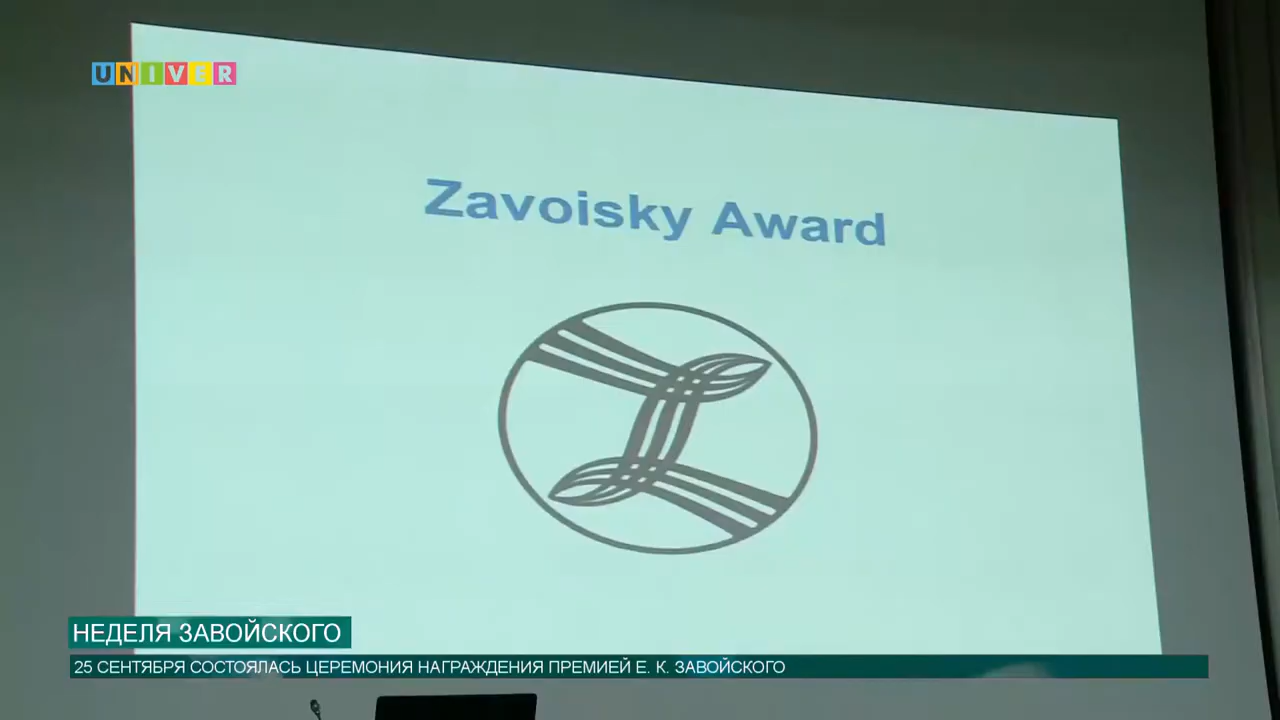 UNIVER
Zavoisky Award
НЕДЕЛЯ ЗАВОЙСКОГО
25 СЕНТЯБРЯ СОСТОЯЛАСЬ ЦЕРЕМОНИЯ НАГРАЖДЕНИЯ ПРЕМИЕЙ Е. К. ЗАВОЙСКОГО